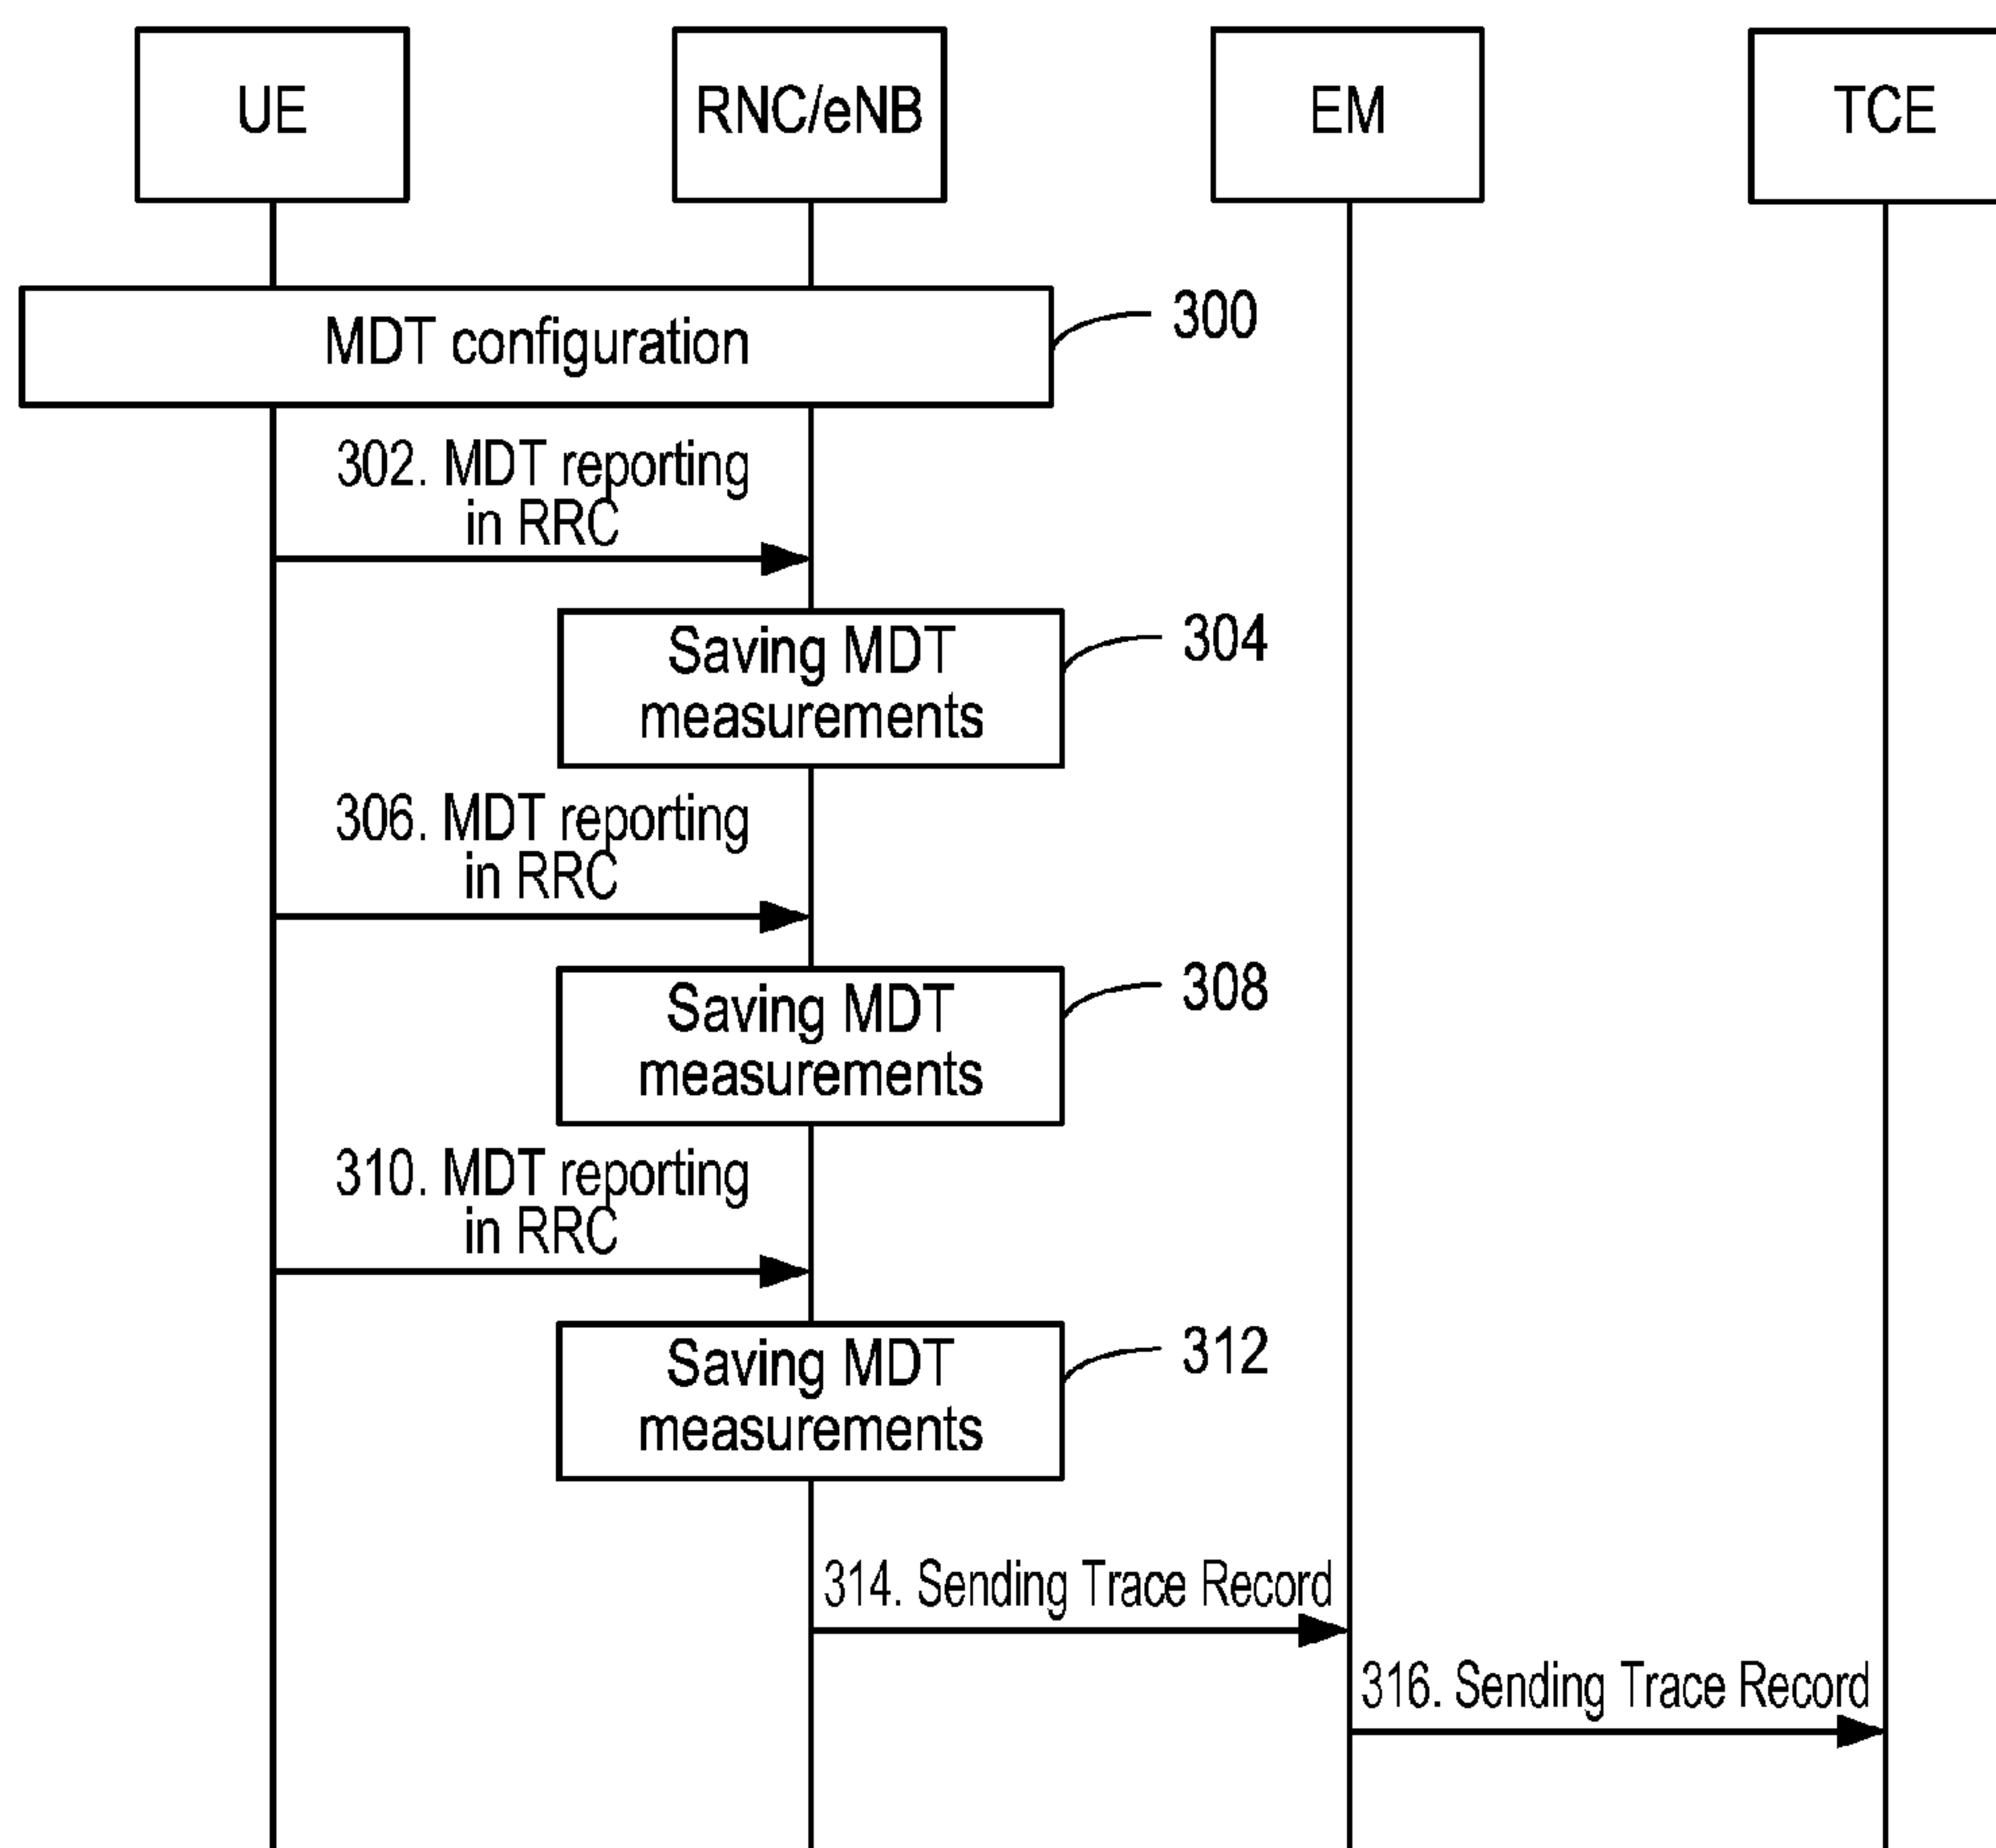 UE
RNC/eNB
EM
TCE
MDT configuration
300
302. MDT reporting
in RRC
Saving MDT
measurements
304
306. MDT reporting
in RRC
Saving MDT
measurements
308
310. MDT reporting
in RRC
Saving MDT
measurements
312
314. Sending Trace Record
316. Sending Trace Record